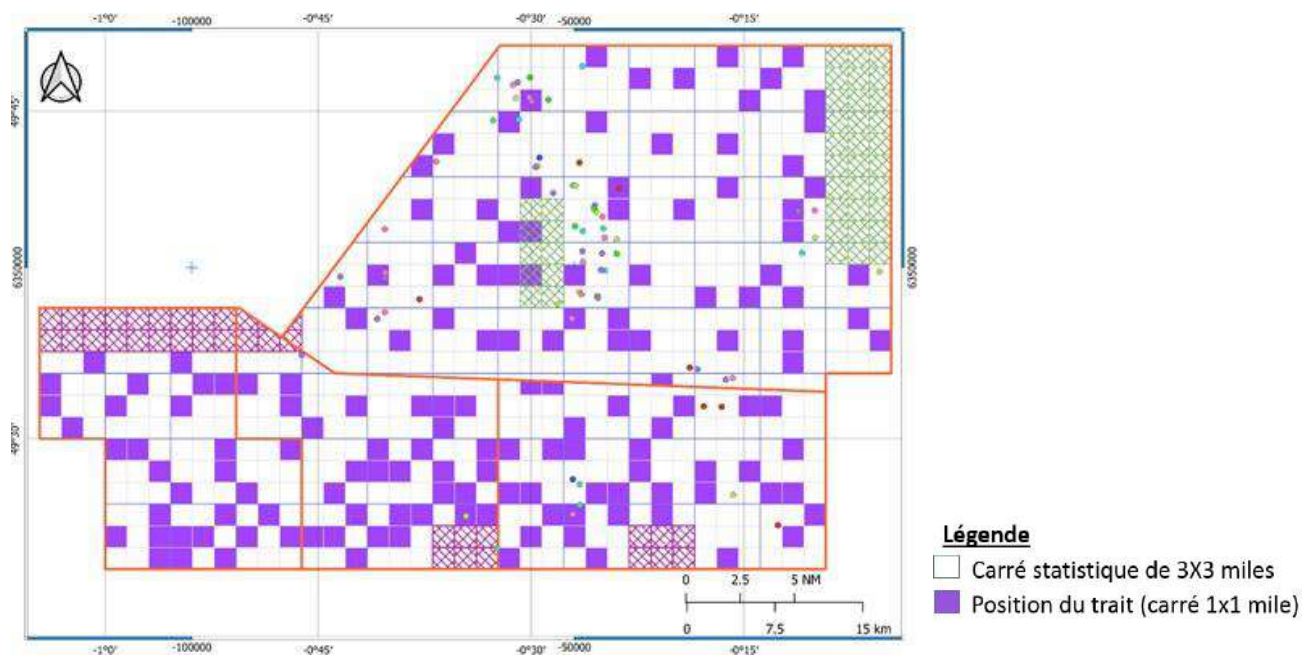 -1°0' -100000 -0°45' -0°30' -50000 -0°15'
49°45'
6350000 6350000
49°30'
0 2.5 5 NM
0 7.5 15 km
-1°0' -100000 -0°45' -0°30' -50000 -0°15'
Légende
Carré statistique de 3X3 miles
Position du trait (carré 1x1 mile)